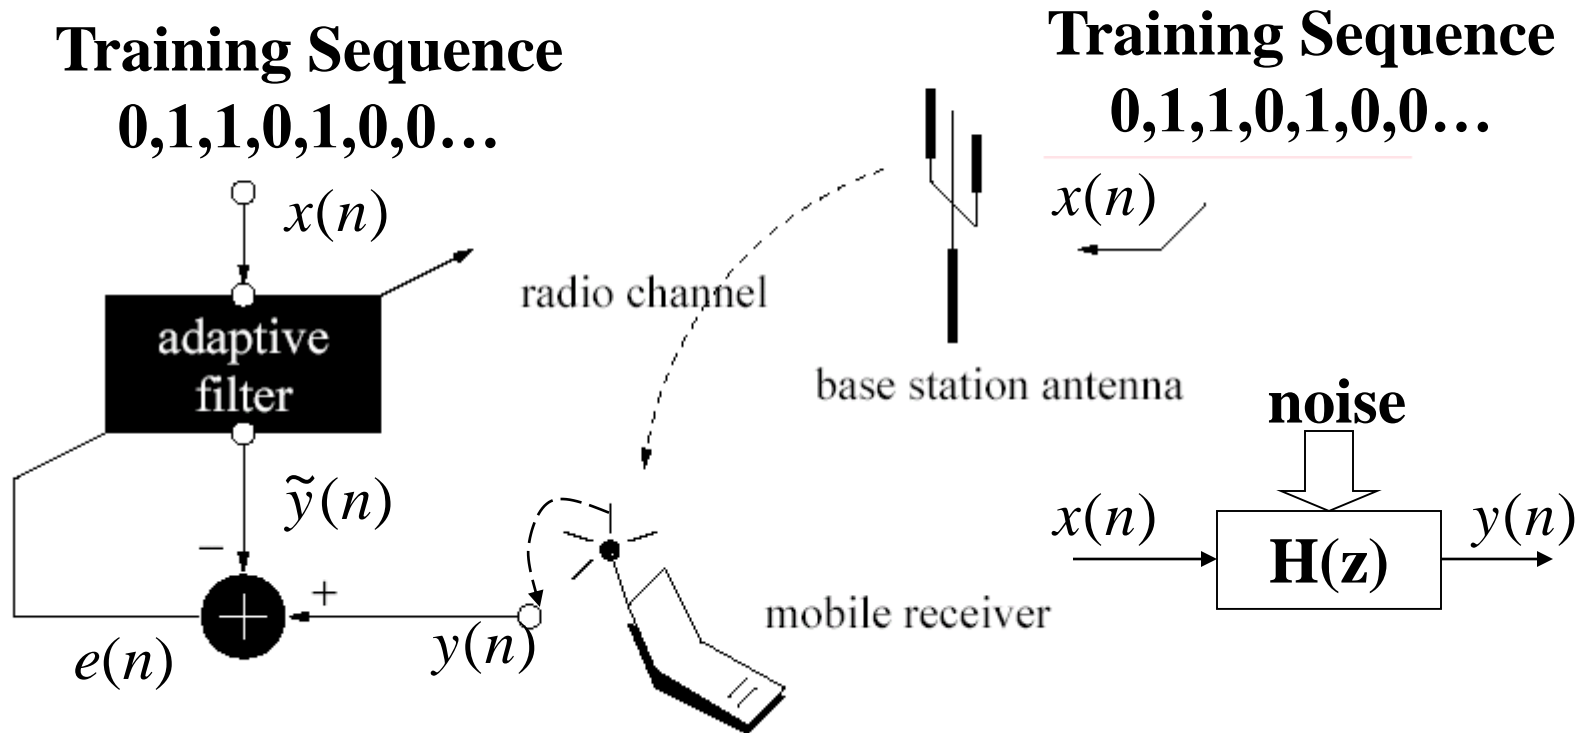 Training Sequence
0,1,1,0,1,0,0…
x(n)
adaptive
filter
ỹ(n)
−
+
e(n)
y(n)
radio channel
base station antenna
mobile receiver
Training Sequence
0,1,1,0,1,0,0…
x(n)
noise
x(n)
H(z)
y(n)